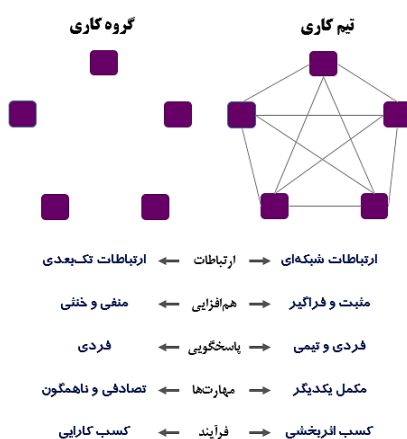 تیم کاری گروه کاری
ارتباطات شبکه‌ای ارتباطات ارتباطات تک‌بعدی
مثبت و فراگیر هم‌افزایی منفی و خنثی
فردی و تیمی پاسخگویی فردی
مکمل یکدیگر مهارت‌ها تصادفی و ناهمگون
کسب اثربخشی فرآیند کسب کارایی